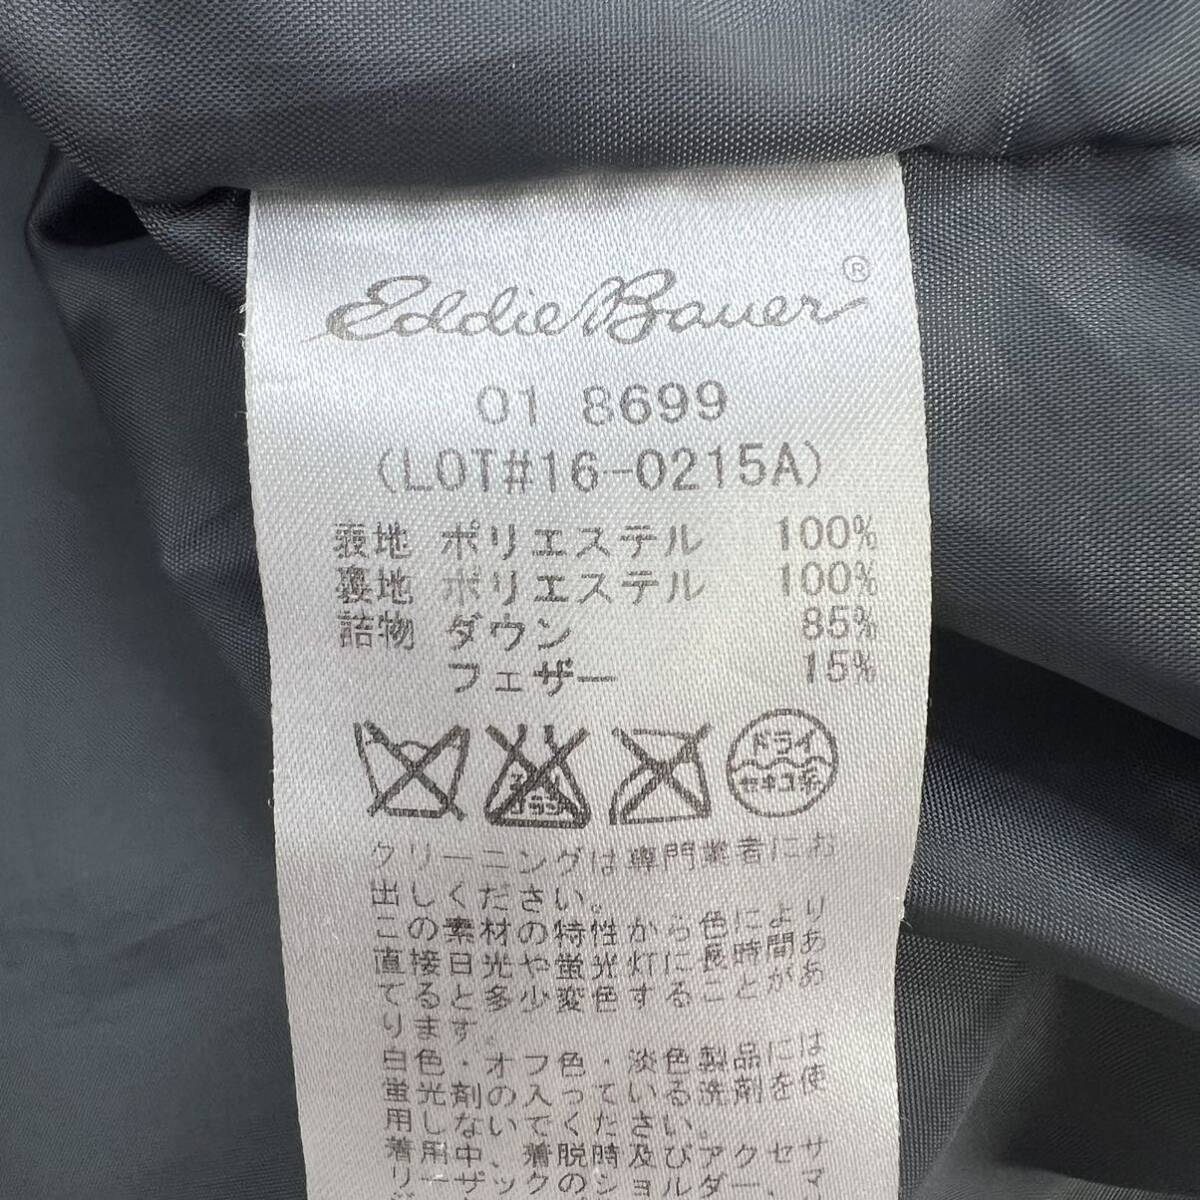 Eddie Bauer®
01 8699
(LOT#16-0215A)
表地 ポリエステル 100%
裏地 ポリエステル 100%
詰物 ダウン 85%
フェザー 15%
ドライ
セキユ系
クリーニングは専門業者にお
出しください。
この素材の特性から色により
直接日光や蛍光灯に長時間あ
てると多少変色することがあ
ります。
白色・オフ色・淡色製品には
蛍光剤の入っている洗剤を使
用しないでください。
着用中、着脱時及びアクセサ
リーザックのショルダー、マ